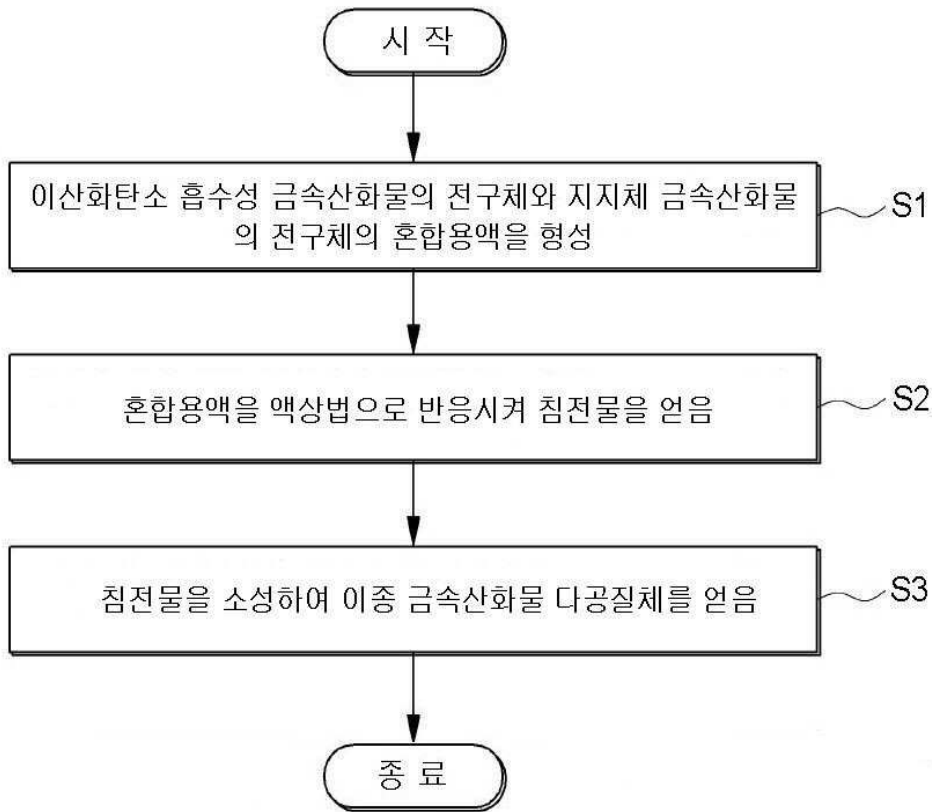 시 작
이산화탄소 흡수성 금속산화물의 전구체와 지지체 금속산화물
의 전구체의 혼합용액을 형성
S1
혼합용액을 액상법으로 반응시켜 침전물을 얻음
S2
침전물을 소성하여 이종 금속산화물 다공질체를 얻음
S3
종 료